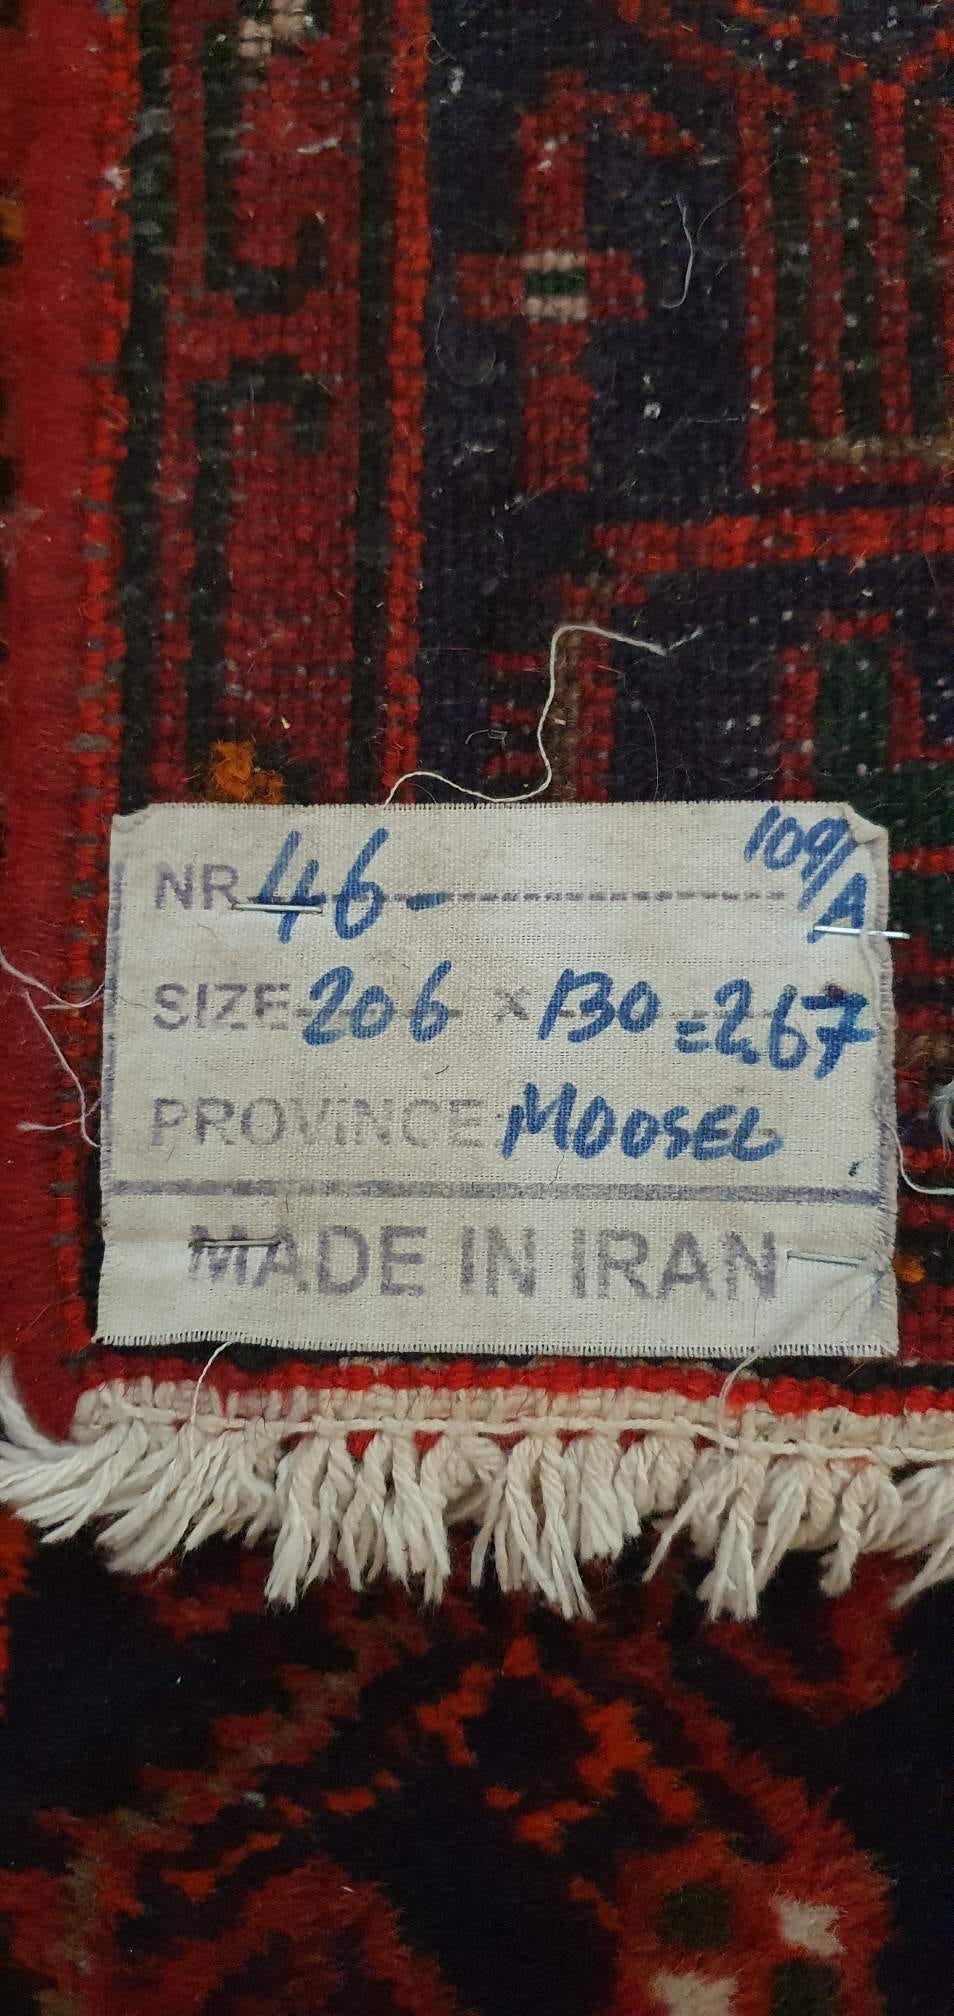 NR 46- 109/A
SIZE 206 x 130 = 2.67
PROVINCE: MOOSEL
MADE IN IRAN